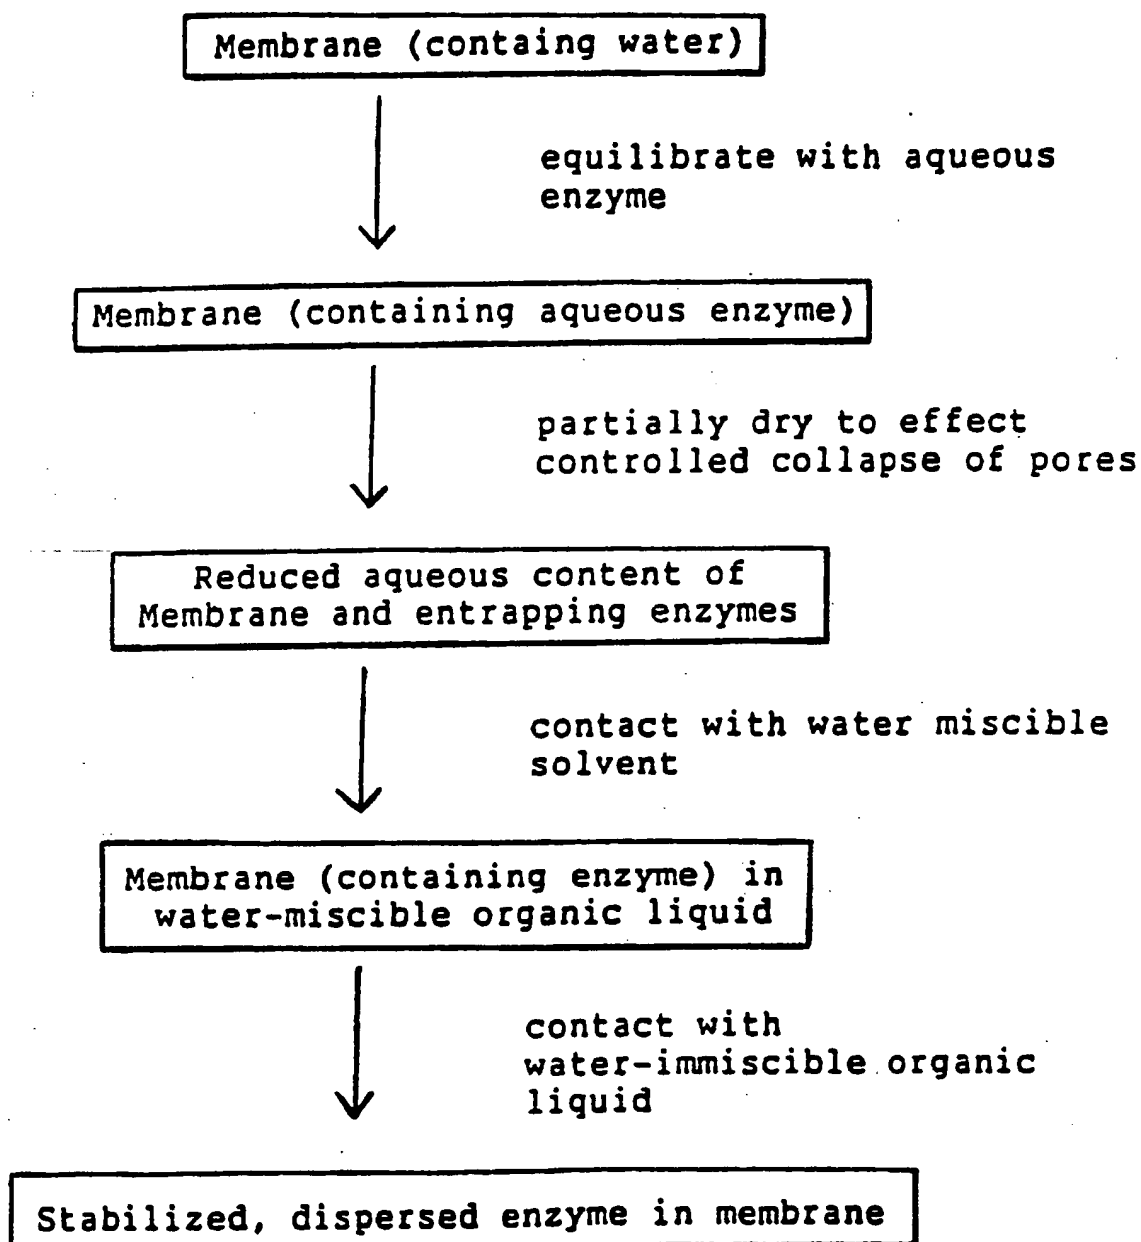 Membrane (containg water)
equilibrate with aqueous
enzyme
Membrane (containing aqueous enzyme)
partially dry to effect
controlled collapse of pores
Reduced aqueous content of
Membrane and entrapping enzymes
contact with water miscible
solvent
Membrane (containing enzyme) in
water-miscible organic liquid
contact with
water-immiscible organic
liquid
Stabilized, dispersed enzyme in membrane